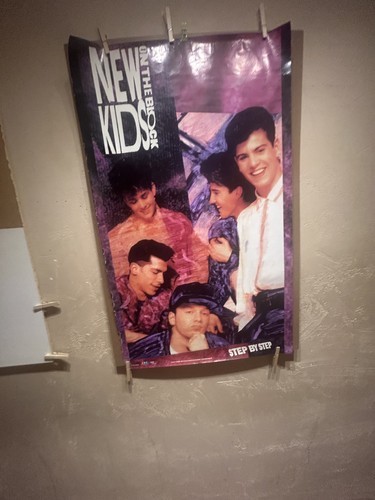 NEW
ON THE BLOCK
KIDS
STEP BY STEP